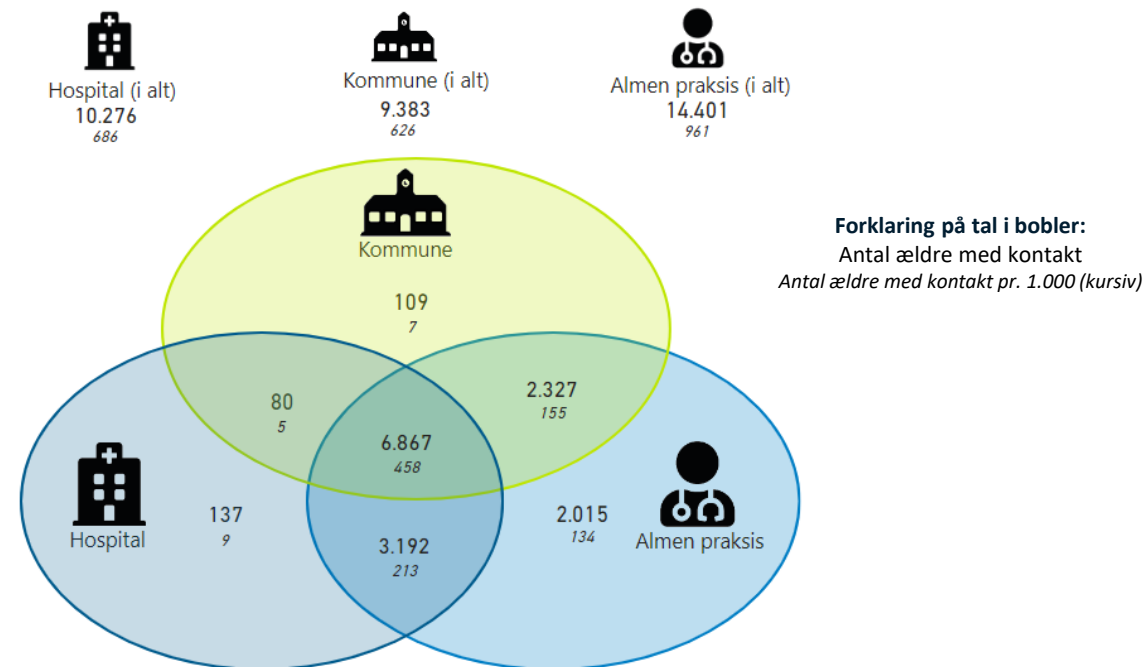 Hospital (i alt)
10.276
686
Kommune (i alt)
9.383
626
Almen praksis (i alt)
14.401
961
Kommune
109
7
Forklaring på tal i bobler:
Antal ældre med kontakt
Antal ældre med kontakt pr. 1.000 (kursiv)
80
5
2.327
155
6.867
458
Hospital
137
9
3.192
213
2.015
134
Almen praksis